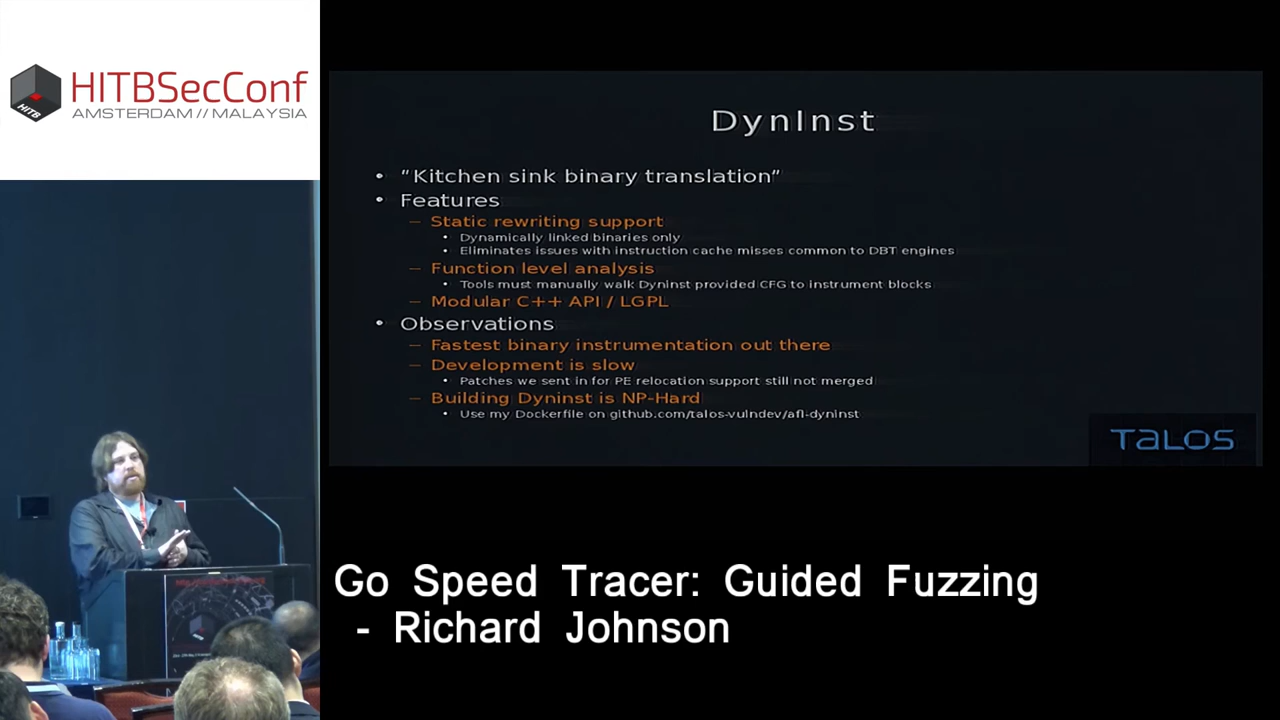 HITBSecConf
HITB
AMSTERDAM // MALAYSIA
DynInst
• "Kitchen sink binary translation"
• Features
– Static rewriting support
• Dynamically linked binaries only
• Eliminates issues with instruction cache misses common to DBT engines
– Function level analysis
• Tools must manually walk Dyninst provided CFG to instrument blocks
– Modular C++ API / LGPL
• Observations
– Fastest binary instrumentation out there
– Development is slow
• Patches we sent in for PE relocation support still not merged
– Building Dyninst is NP-Hard
• Use my Dockerfile on github.com/talos-vulndev/afl-dyninst
TALOS
Go Speed Tracer: Guided Fuzzing
- Richard Johnson